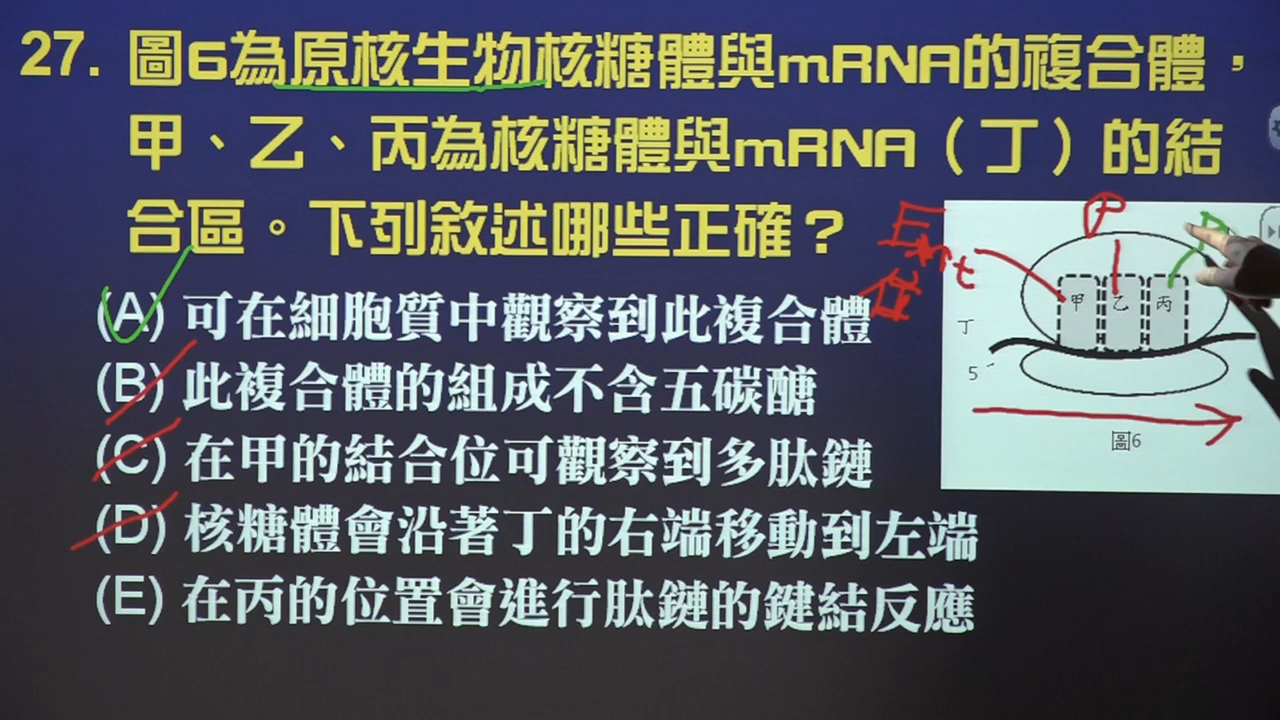 27. 圖6為原核生物核糖體與mRNA的複合體，
甲、乙、丙為核糖體與mRNA（丁）的結
合區。下列敘述哪些正確？
(A) 可在細胞質中觀察到此複合體
(B) 此複合體的組成不含五碳醣
(C) 在甲的結合位可觀察到多肽鏈
(D) 核糖體會沿著丁的右端移動到左端
(E) 在丙的位置會進行肽鏈的鍵結反應
Exit
位
P
甲 乙 丙
丁
5'
圖6